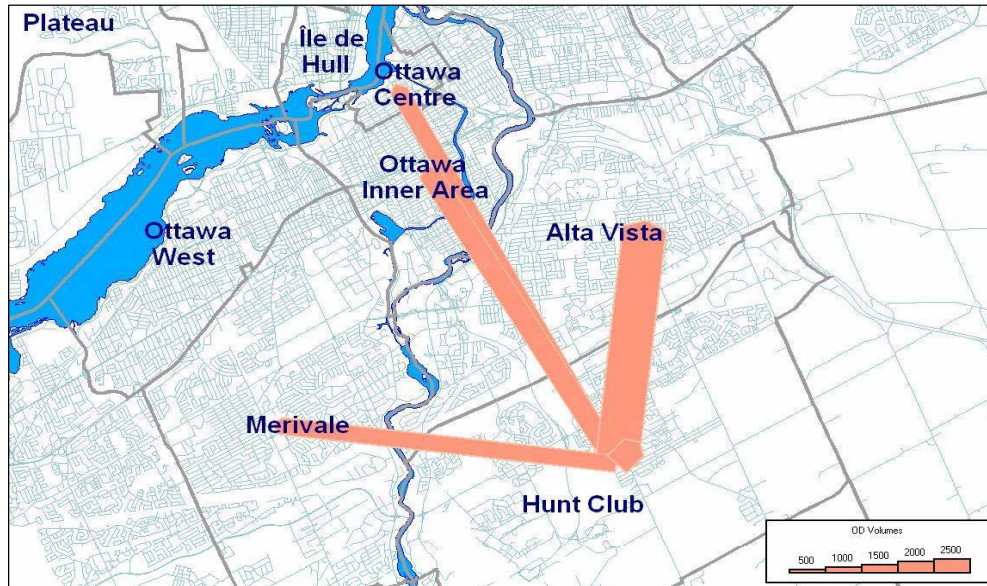 Plateau
Île de
Hull
Ottawa
Centre
Ottawa
Inner Area
Ottawa
West
Alta Vista
Merivale
Hunt Club
OD Volumes
500 1000 1500 2000 2500